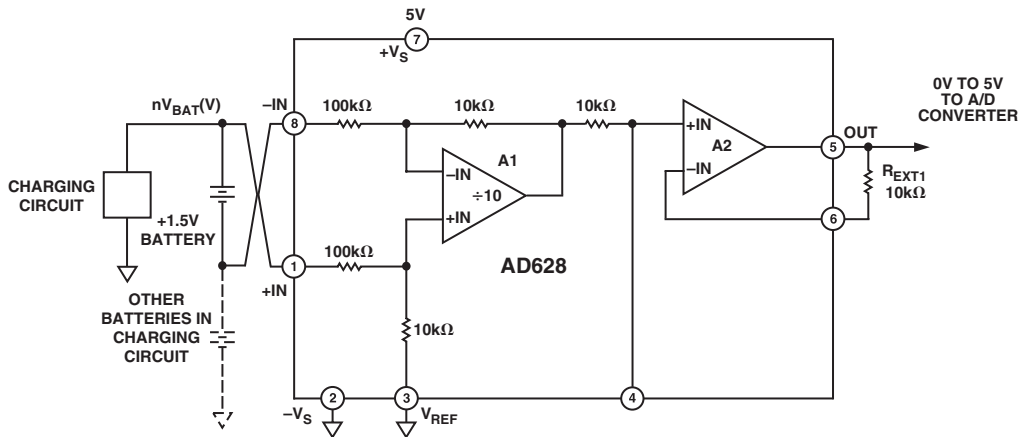 5V
+VS
7
0V TO 5V
TO A/D
CONVERTER
nVBAT(V)
–IN
8
100kΩ
10kΩ
10kΩ
+IN
A2
–IN
5
OUT
REXT1
10kΩ
6
A1
–IN
÷10
+IN
CHARGING
CIRCUIT
+1.5V
BATTERY
1
+IN
100kΩ
AD628
OTHER
BATTERIES IN
CHARGING
CIRCUIT
10kΩ
–VS
2
3
VREF
4